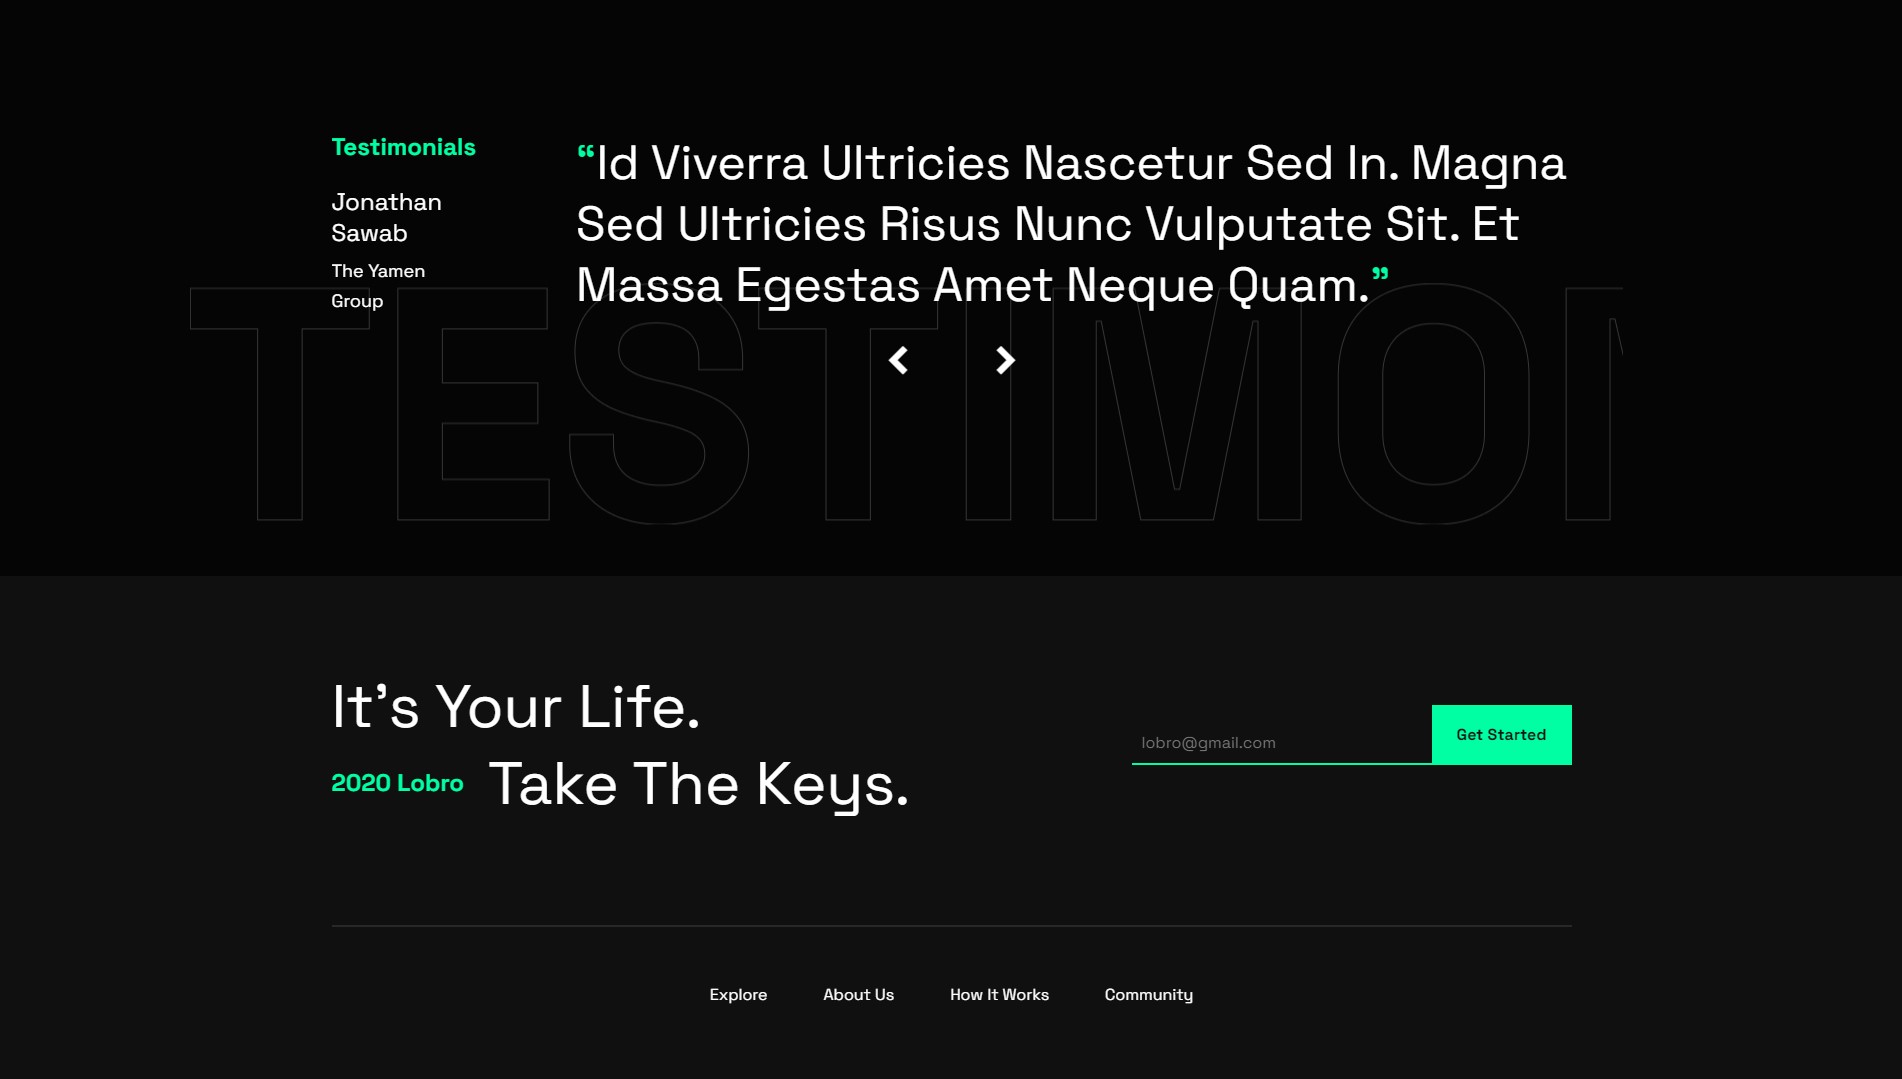 Testimonials
Jonathan
Sawab
The Yamen
Group
“Id Viverra Ultricies Nascetur Sed In. Magna
Sed Ultricies Risus Nunc Vulputate Sit. Et
Massa Egestas Amet Neque Quam.”
TESTIMO
It’s Your Life.
2020 Lobro Take The Keys.
lobro@gmail.com
Get Started
Explore About Us How It Works Community